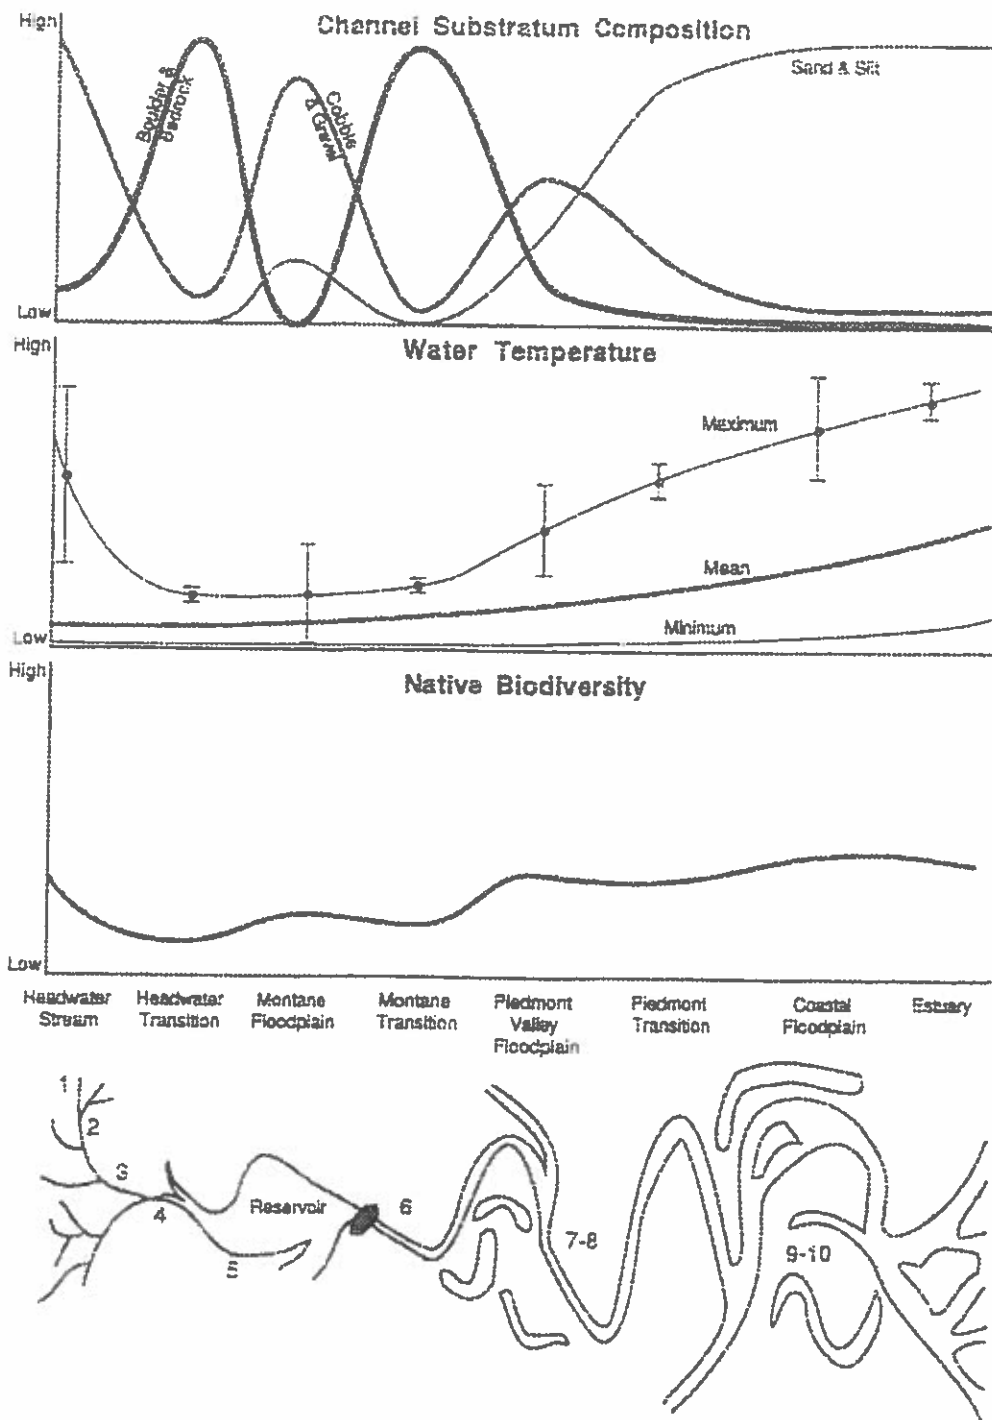 High
Channel Substratum Composition
Sand & Silt
Boulder &
Bedrock
Cobble
& Gravel
Low
High
Water Temperature
Maximum
Mean
Minimum
Low
High
Native Biodiversity
Low
Headwater
Stream
Headwater
Transition
Montane
Floodplain
Montane
Transition
Piedmont
Valley
Floodplain
Piedmont
Transition
Coastal
Floodplain
Estuary
1
2
3
4
5
Reservoir
6
7-8
9-10